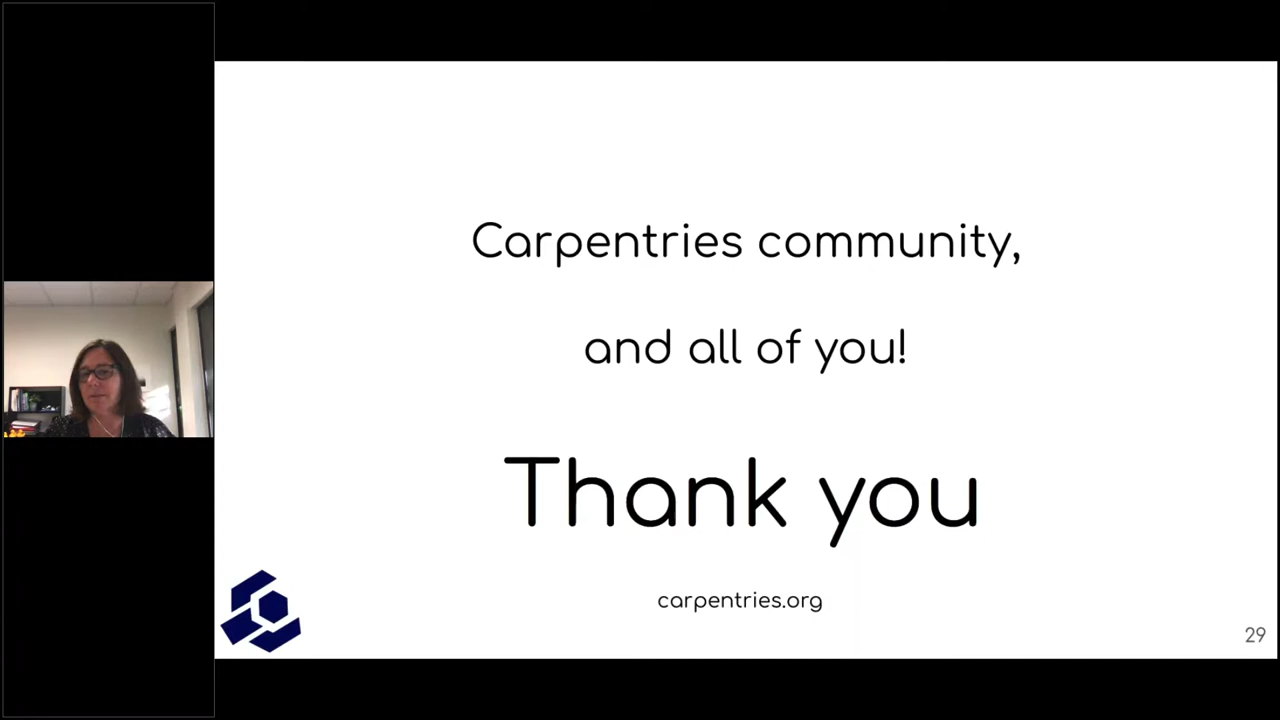 Carpentries community,
and all of you!
Thank you
carpentries.org
29